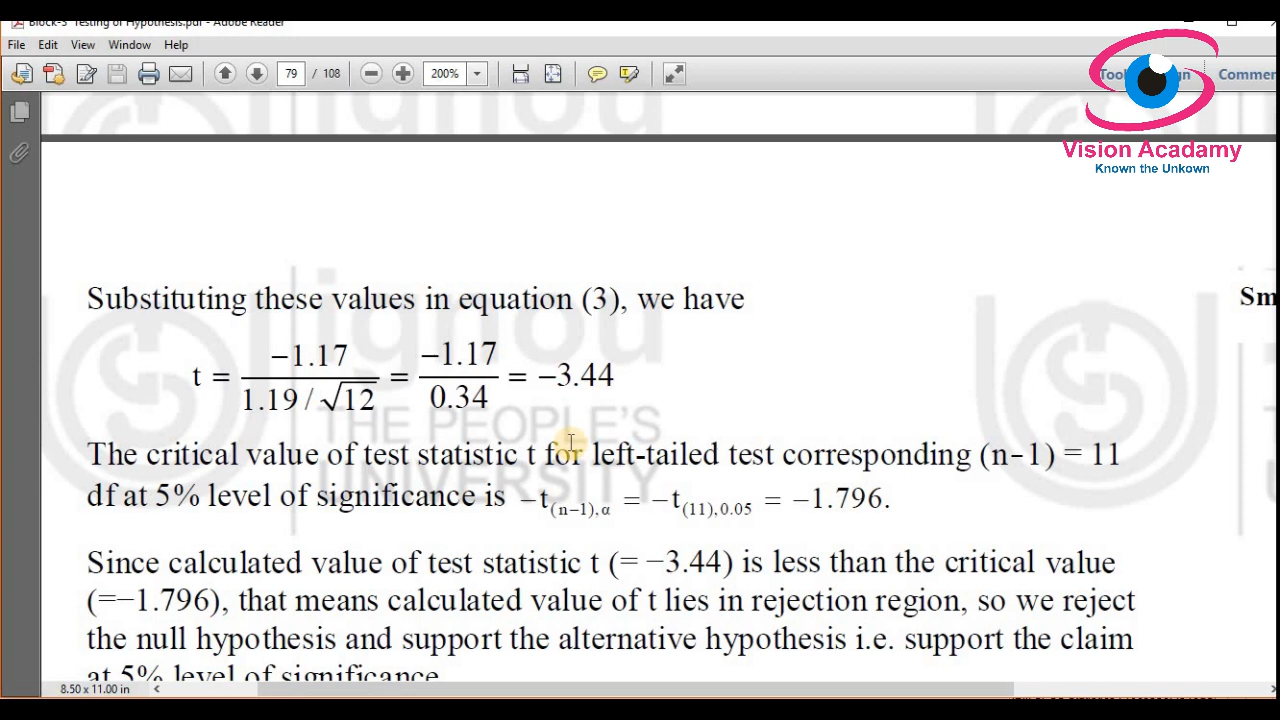 Block-3 Testing of Hypothesis.pdf - Adobe Reader
File Edit View Window Help
79 / 108 200% Comment
Vision Acadamy
Known the Unkown
ignou
THE PEOPLE'S
UNIVERSITY
Substituting these values in equation (3), we have
Sm
t = −1.17 / (1.19 / √12) = −1.17 / 0.34 = −3.44
The critical value of test statistic t for left-tailed test corresponding (n−1) = 11
df at 5% level of significance is −t(n−1), α = −t(11), 0.05 = −1.796.
Since calculated value of test statistic t (= −3.44) is less than the critical value
(=−1.796), that means calculated value of t lies in rejection region, so we reject
the null hypothesis and support the alternative hypothesis i.e. support the claim
at 5% level of significance.
8.50 x 11.00 in